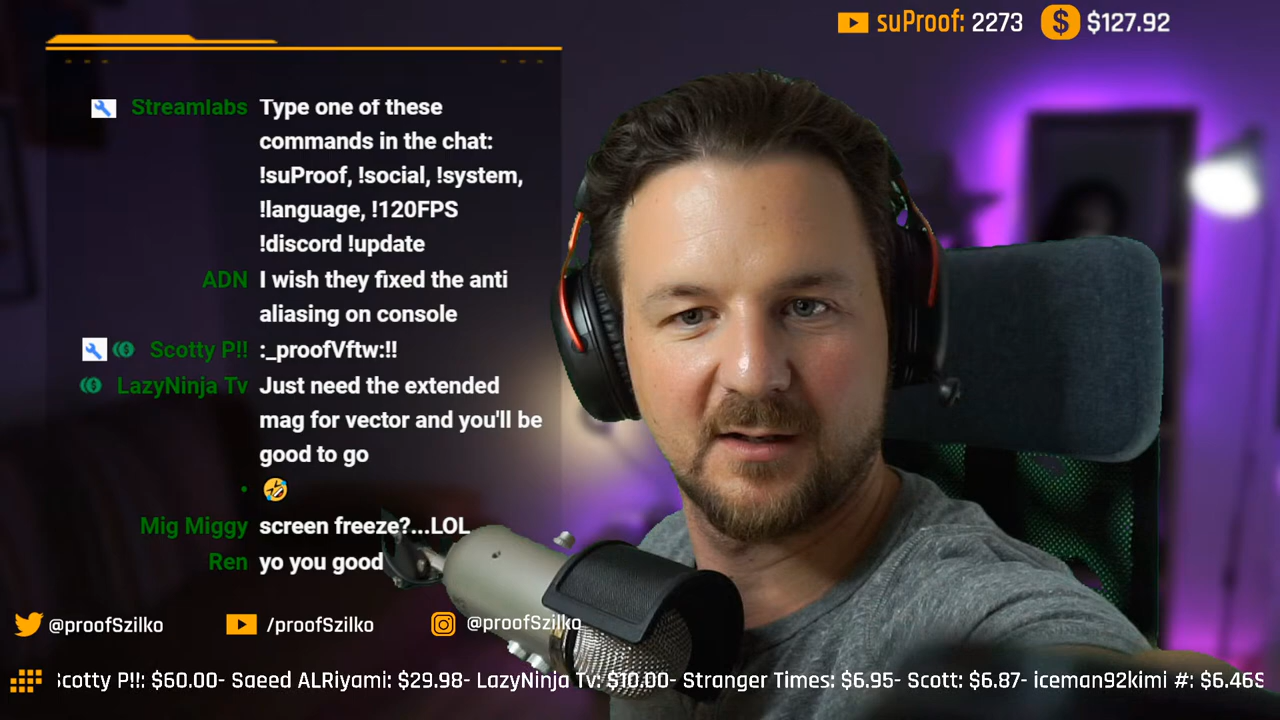 suProof: 2273 $127.92
Streamlabs Type one of these
commands in the chat:
!suProof, !social, !system,
!language, !120FPS
!discord !update
ADN I wish they fixed the anti
aliasing on console
Scotty P!! :_proofVftw:!!
LazyNinja Tv Just need the extended
mag for vector and you'll be
good to go
🤣
Mig Miggy screen freeze?...LOL
Ren yo you good
@proofSzilko /proofSzilko @proofSzilko
Scotty P!!: $60.00- Saeed ALRiyami: $29.98- LazyNinja Tv: $10.00- Stranger Times: $6.95- Scott: $6.87- iceman92kimi #: $6.469